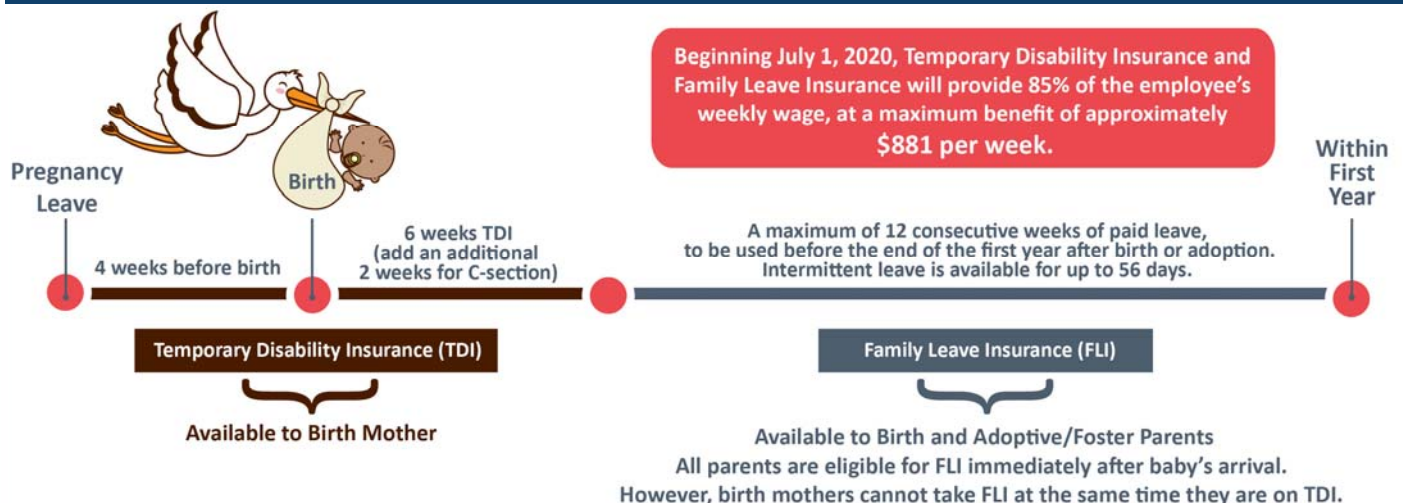 Beginning July 1, 2020, Temporary Disability Insurance and
Family Leave Insurance will provide 85% of the employee’s
weekly wage, at a maximum benefit of approximately
$881 per week.
Pregnancy
Leave
Birth
Within
First
Year
4 weeks before birth
6 weeks TDI
(add an additional
2 weeks for C-section)
A maximum of 12 consecutive weeks of paid leave,
to be used before the end of the first year after birth or adoption.
Intermittent leave is available for up to 56 days.
Temporary Disability Insurance (TDI)
Available to Birth Mother
Family Leave Insurance (FLI)
Available to Birth and Adoptive/Foster Parents
All parents are eligible for FLI immediately after baby’s arrival.
However, birth mothers cannot take FLI at the same time they are on TDI.